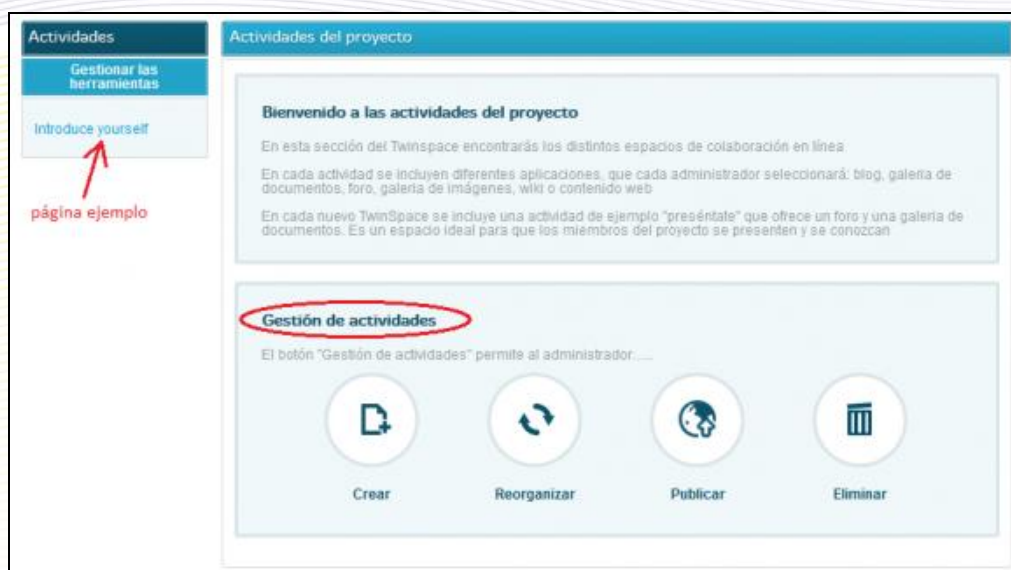 Actividades
Gestionar las
herramientas
Introduce yourself
página ejemplo
Actividades del proyecto
Bienvenido a las actividades del proyecto
En esta sección del Twinspace encontrarás los distintos espacios de colaboración en línea
En cada actividad se incluyen diferentes aplicaciones, que cada administrador seleccionará: blog, galería de
documentos, foro, galería de imágenes, wiki o contenido web
En cada nuevo TwinSpace se incluye una actividad de ejemplo "preséntate" que ofrece un foro y una galería de
documentos. Es un espacio ideal para que los miembros del proyecto se presenten y se conozcan
Gestión de actividades
El botón "Gestión de actividades" permite al administrador.....
Crear
Reorganizar
Publicar
Eliminar